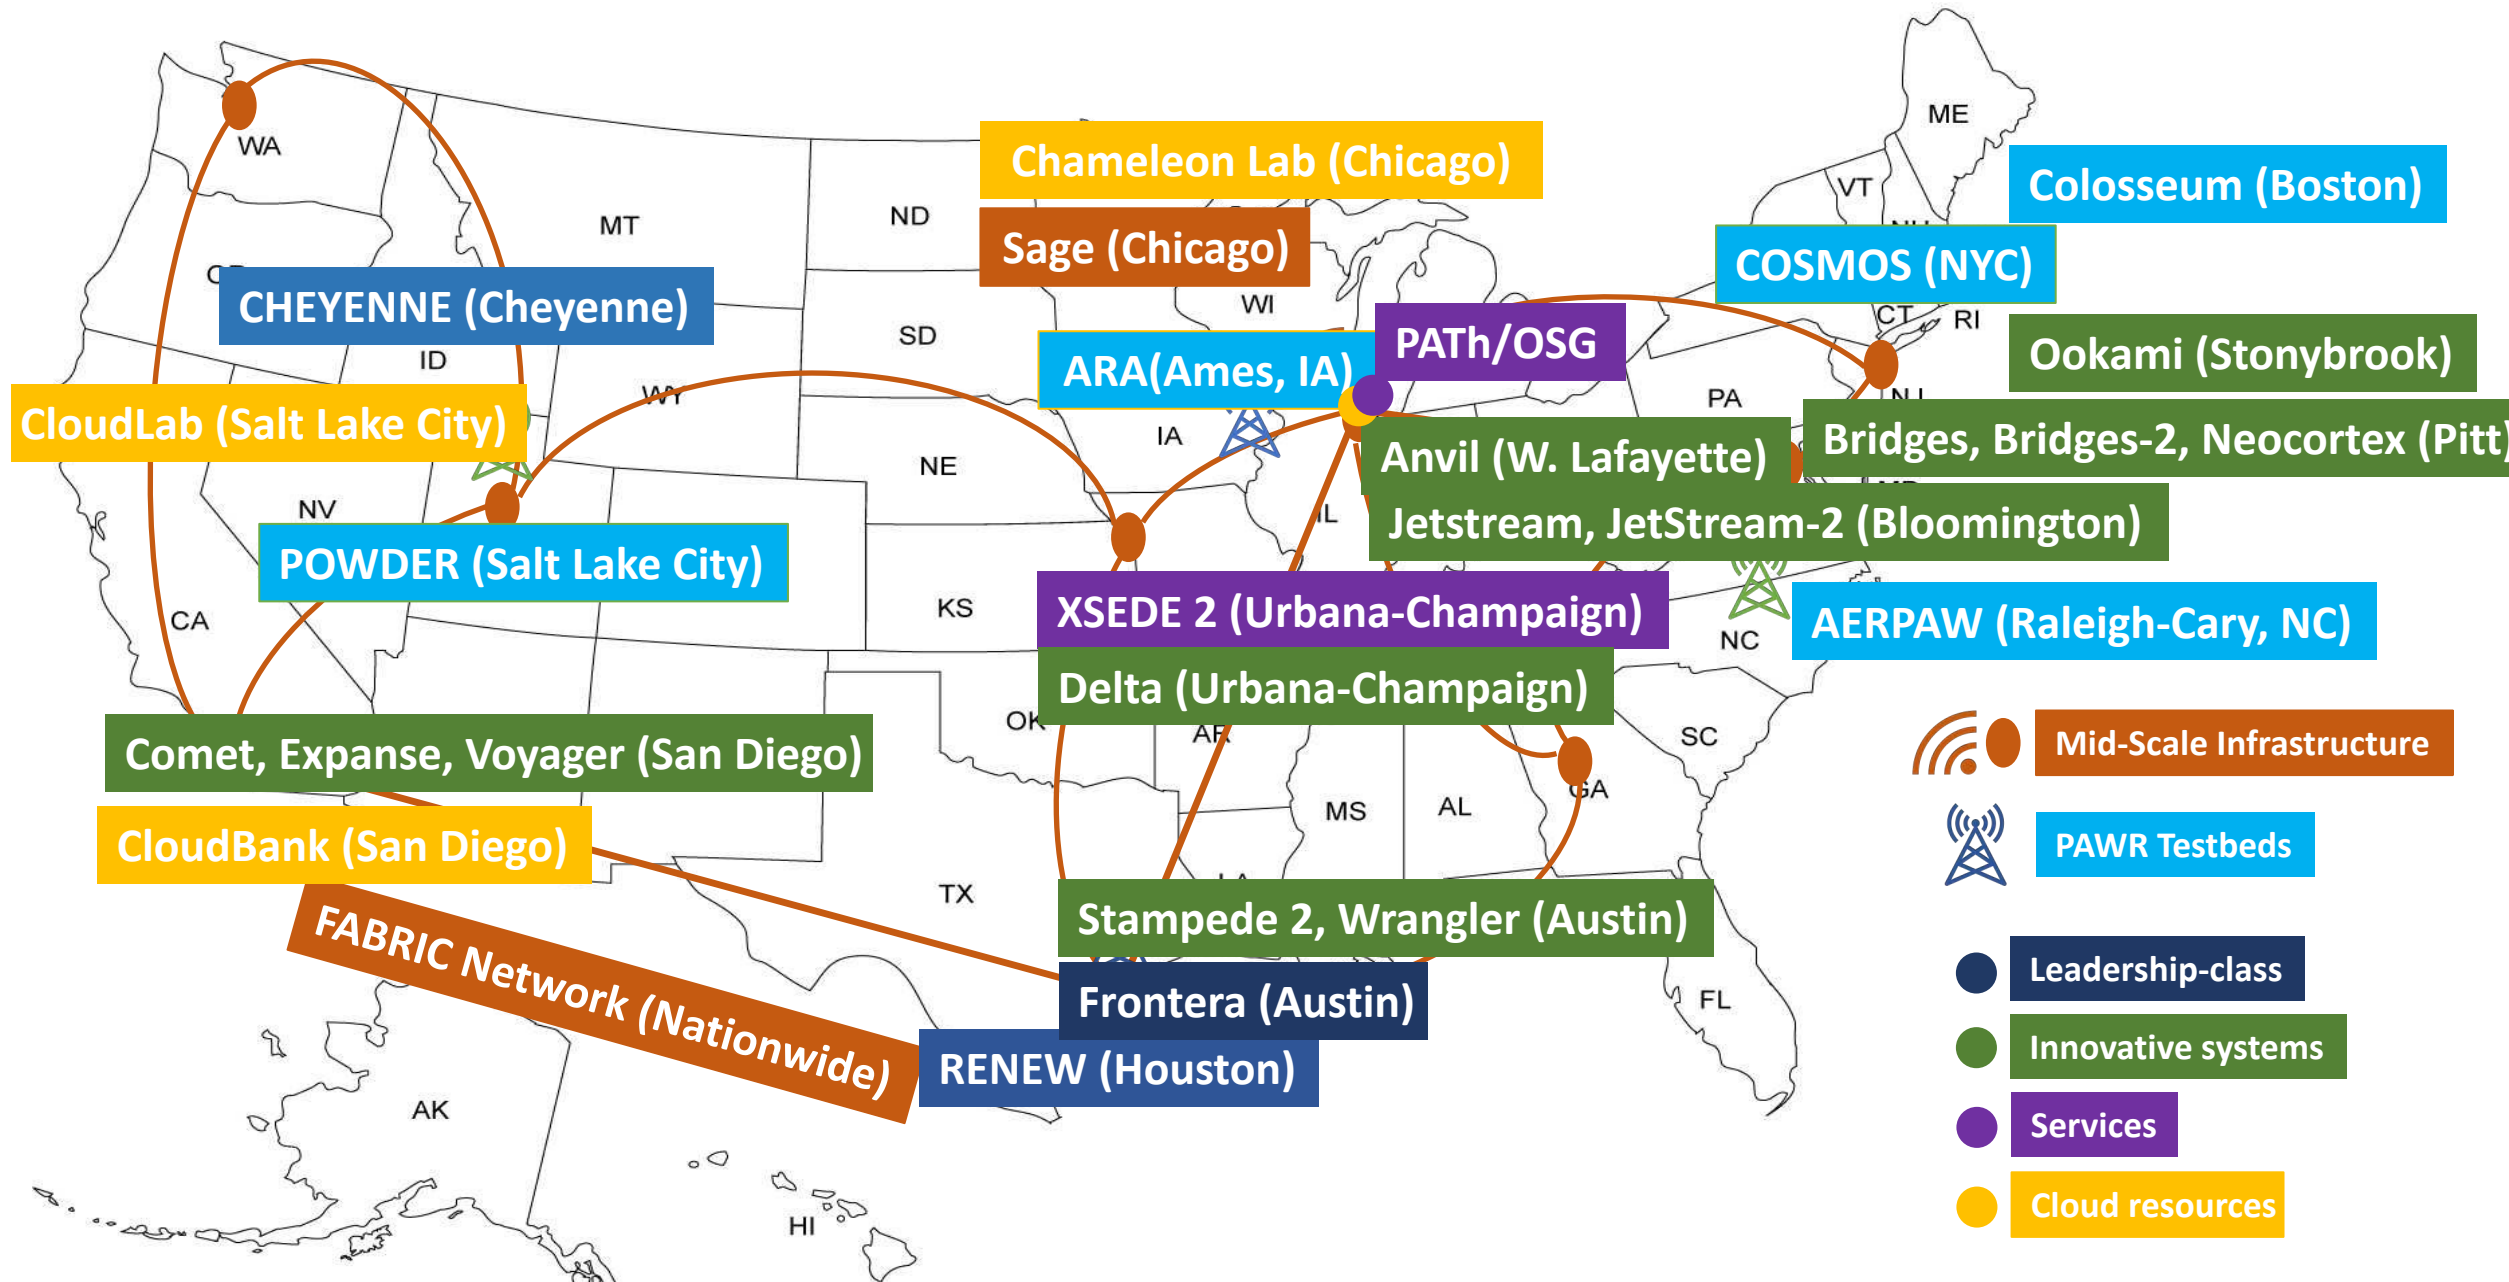 ME
WA
Chameleon Lab (Chicago)
VT
Colosseum (Boston)
MT
ND
Sage (Chicago)
COSMOS (NYC)
CHEYENNE (Cheyenne)
WI
CT
RI
SD
PATh/OSG
Ookami (Stonybrook)
ID
ARA(Ames, IA)
WY
PA
NJ
CloudLab (Salt Lake City)
IA
Anvil (W. Lafayette)
Bridges, Bridges-2, Neocortex (Pitt)
NE
NV
IL
Jetstream, JetStream-2 (Bloomington)
POWDER (Salt Lake City)
CA
KS
XSEDE 2 (Urbana-Champaign)
NC
AERPAW (Raleigh-Cary, NC)
Delta (Urbana-Champaign)
OK
AR
SC
Comet, Expanse, Voyager (San Diego)
Mid-Scale Infrastructure
GA
MS
AL
CloudBank (San Diego)
PAWR Testbeds
TX
Stampede 2, Wrangler (Austin)
FABRIC Network (Nationwide)
Leadership-class
Frontera (Austin)
FL
RENEW (Houston)
Innovative systems
AK
Services
Cloud resources
HI